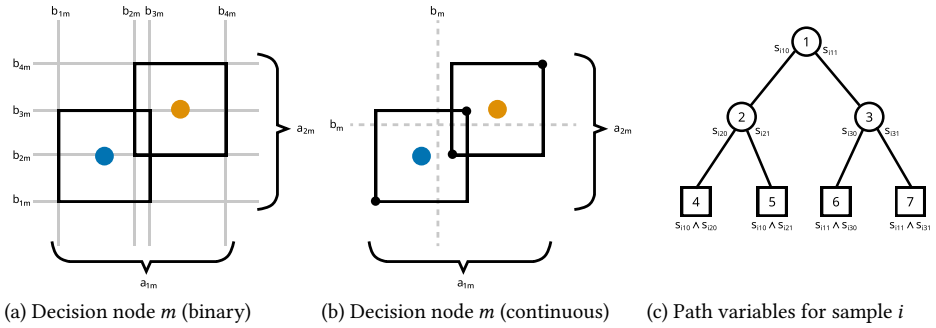 b1m b2m b3m b4m
b4m
b3m
b2m
b1m
a2m
a1m
(a) Decision node m (binary)
bm
bm
a2m
a1m
(b) Decision node m (continuous)
1
si10 si11
2 3
si20 si21 si30 si31
4 5 6 7
si10 ∧ si20 si10 ∧ si21 si11 ∧ si30 si11 ∧ si31
(c) Path variables for sample i